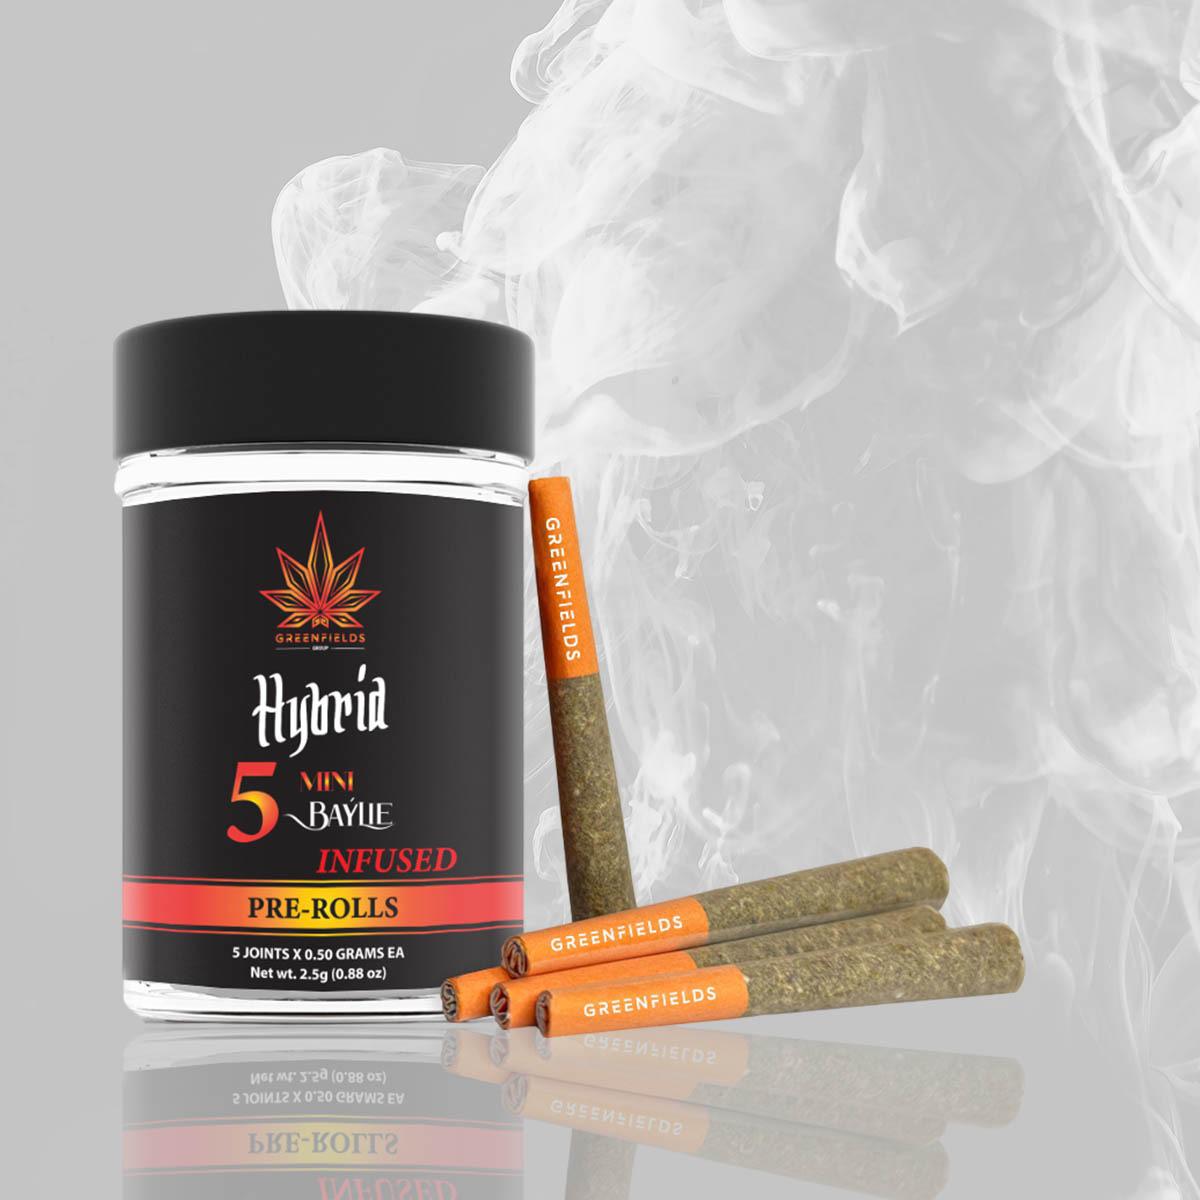 GREENFIELDS
GROUP
Hybrid
5 MINI
BAÝLIE
INFUSED
PRE-ROLLS
5 JOINTS X 0.50 GRAMS EA
Net wt. 2.5g (0.88 oz)
GREENFIELDS
GREENFIELDS
GREENFIELDS